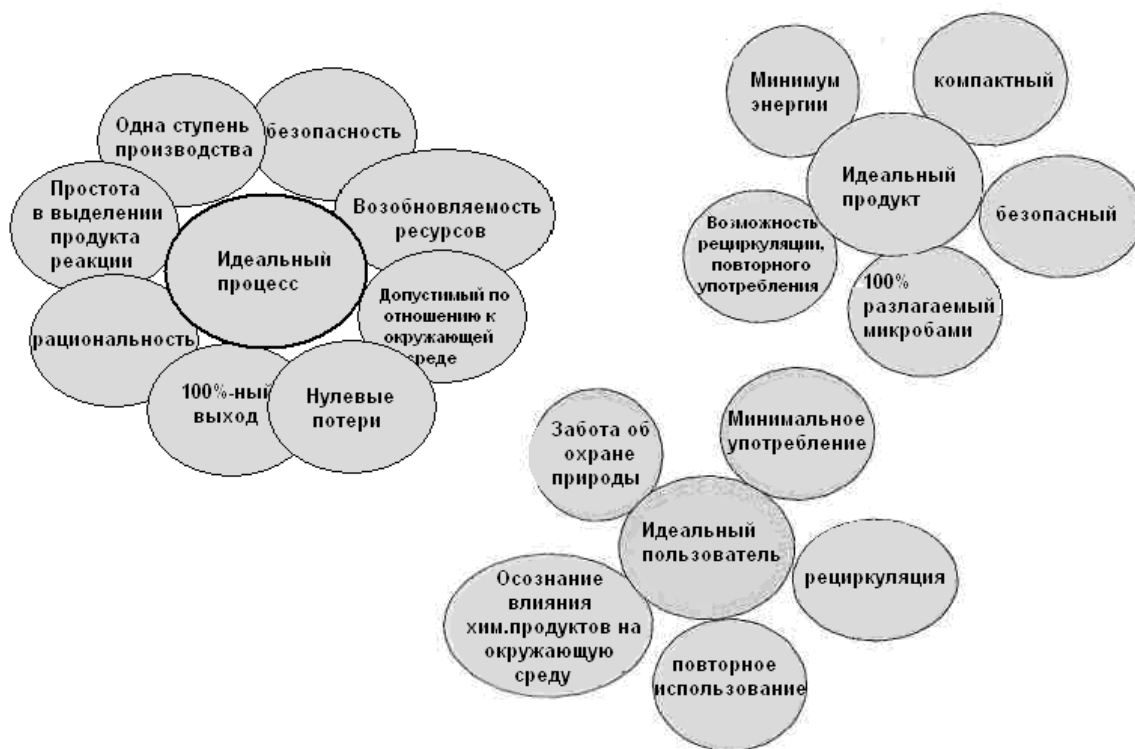 Одна ступень
производства
безопасность
Возобновляемость
ресурсов
Допустимый по
отношению к
окружающей
среде
Нулевые
потери
100%-ный
выход
рациональность
Простота
в выделении
продукта
реакции
Идеальный
процесс
Минимум
энергии
компактный
Идеальный
продукт
безопасный
100%
разлагаемый
микробами
Возможность
рециркуляции,
повторного
употребления
Забота об
охране
природы
Минимальное
употребление
Идеальный
пользователь
рециркуляция
повторное
использование
Осознание
влияния
хим.продуктов на
окружающую
среду